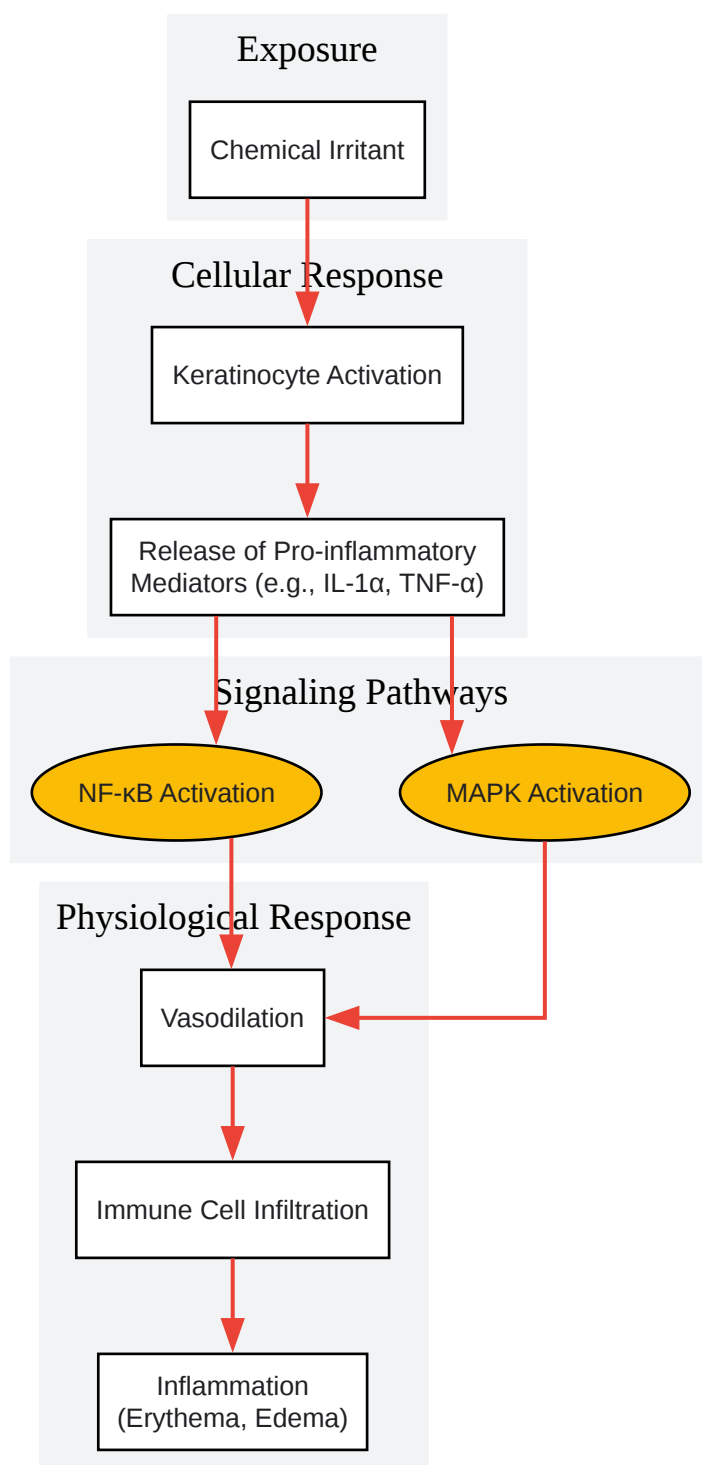 Exposure
Chemical Irritant
Cellular Response
Keratinocyte Activation
Release of Pro-inflammatory
Mediators (e.g., IL-1α, TNF-α)
Signaling Pathways
NF-κB Activation
MAPK Activation
Physiological Response
Vasodilation
Immune Cell Infiltration
Inflammation
(Erythema, Edema)